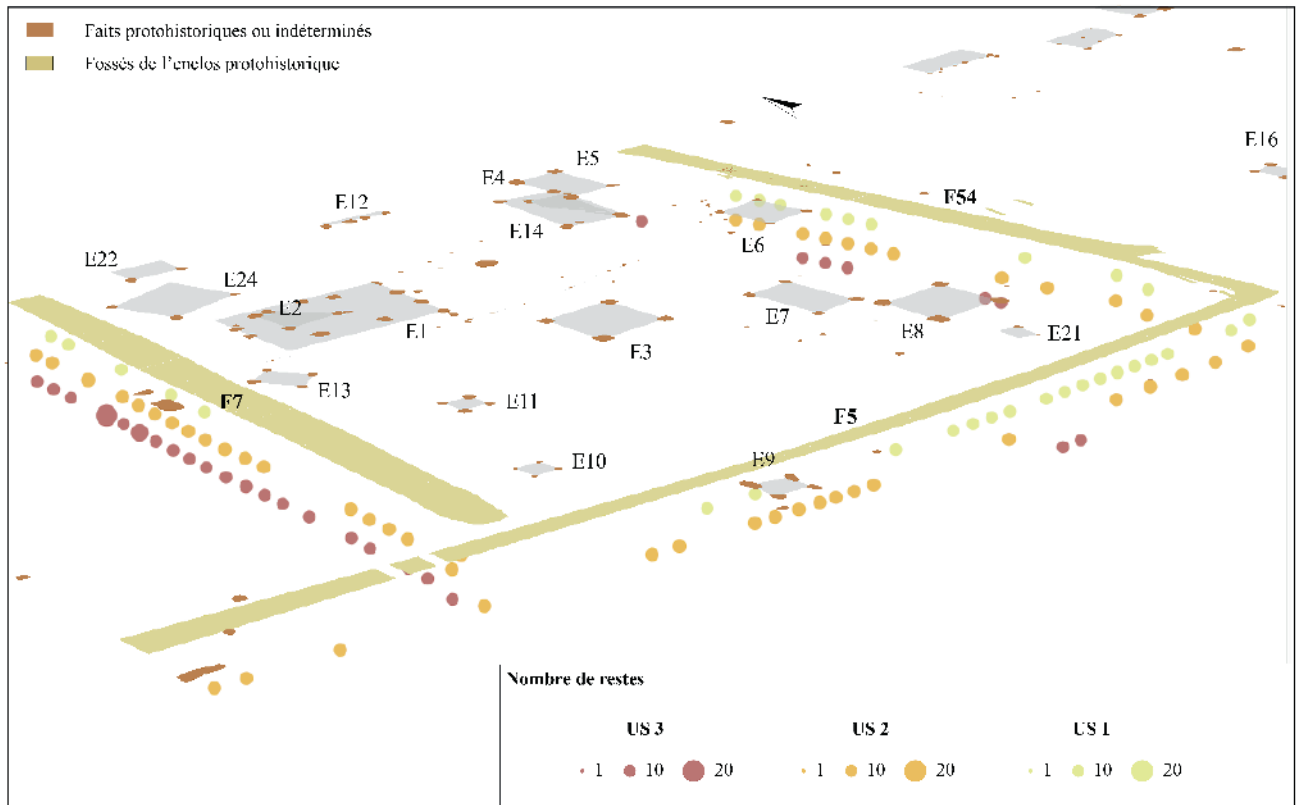 Faits protohistoriques ou indéterminés
Fossés de l'enclos protohistorique
E16
E5
E4
E12
F54
E14
E6
E22
E24
E2
E1
E7
E8
E3
E21
E13
F7
E11
F5
E10
E9
Nombre de restes
US 3 US 2 US 1
1 10 20 1 10 20 1 10 20